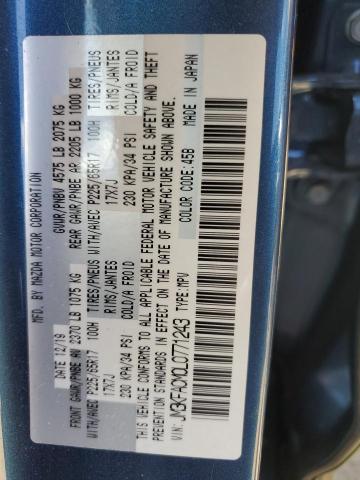 MFD. BY MAZDA MOTOR CORPORATION
DATE 12/19 GVWR/PNBV 4575 LB 2075 KG
FRONT GAWR/PNBE AV 2370 LB 1075 KG REAR GAWR/PNBE AR 2205 LB 1000 KG
WITH/AVEC P225/65R17 100H TIRES/PNEUS WITH/AVEC P225/65R17 100H TIRES/PNEUS
17X7J RIMS/JANTES 17X7J RIMS/JANTES
230 KPA/34 PSI COLD/A FROID 230 KPA/34 PSI COLD/A FROID
THIS VEHICLE CONFORMS TO ALL APPLICABLE FEDERAL MOTOR VEHICLE SAFETY AND THEFT
PREVENTION STANDARDS IN EFFECT ON THE DATE OF MANUFACTURE SHOWN ABOVE.
VIN: JM3KFACMXL0771243 TYPE: MPV COLOR CODE: 45B MADE IN JAPAN